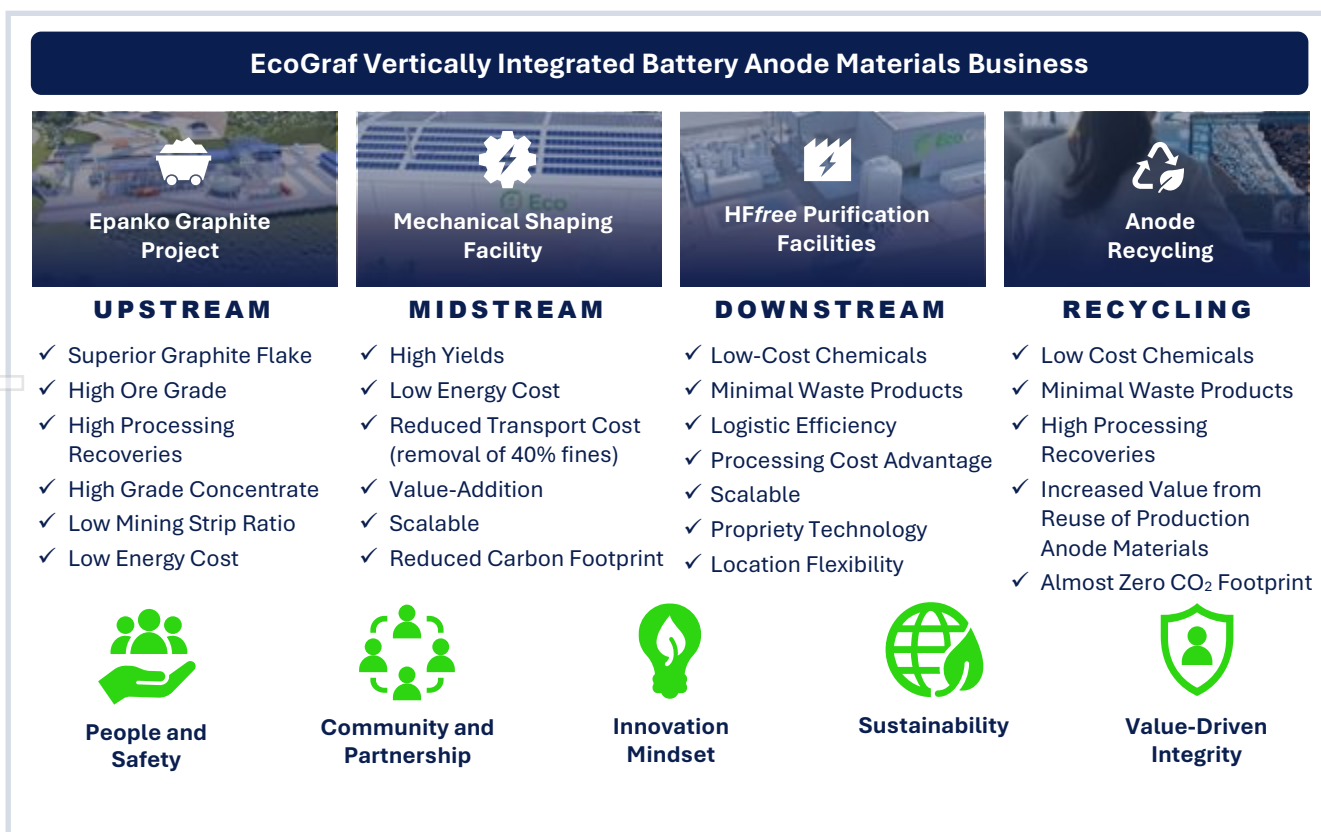 EcoGraf Vertically Integrated Battery Anode Materials Business
Epanko Graphite
Project
Mechanical Shaping
Facility
HFfree Purification
Facilities
Anode
Recycling
UPSTREAM
✓ Superior Graphite Flake
✓ High Ore Grade
✓ High Processing
Recoveries
✓ High Grade Concentrate
✓ Low Mining Strip Ratio
✓ Low Energy Cost
MIDSTREAM
✓ High Yields
✓ Low Energy Cost
✓ Reduced Transport Cost
(removal of 40% fines)
✓ Value-Addition
✓ Scalable
✓ Reduced Carbon Footprint
DOWNSTREAM
✓ Low-Cost Chemicals
✓ Minimal Waste Products
✓ Logistic Efficiency
✓ Processing Cost Advantage
✓ Scalable
✓ Propriety Technology
✓ Location Flexibility
RECYCLING
✓ Low Cost Chemicals
✓ Minimal Waste Products
✓ High Processing
Recoveries
✓ Increased Value from
Reuse of Production
Anode Materials
✓ Almost Zero CO₂ Footprint
People and
Safety
Community and
Partnership
Innovation
Mindset
Sustainability
Value-Driven
Integrity